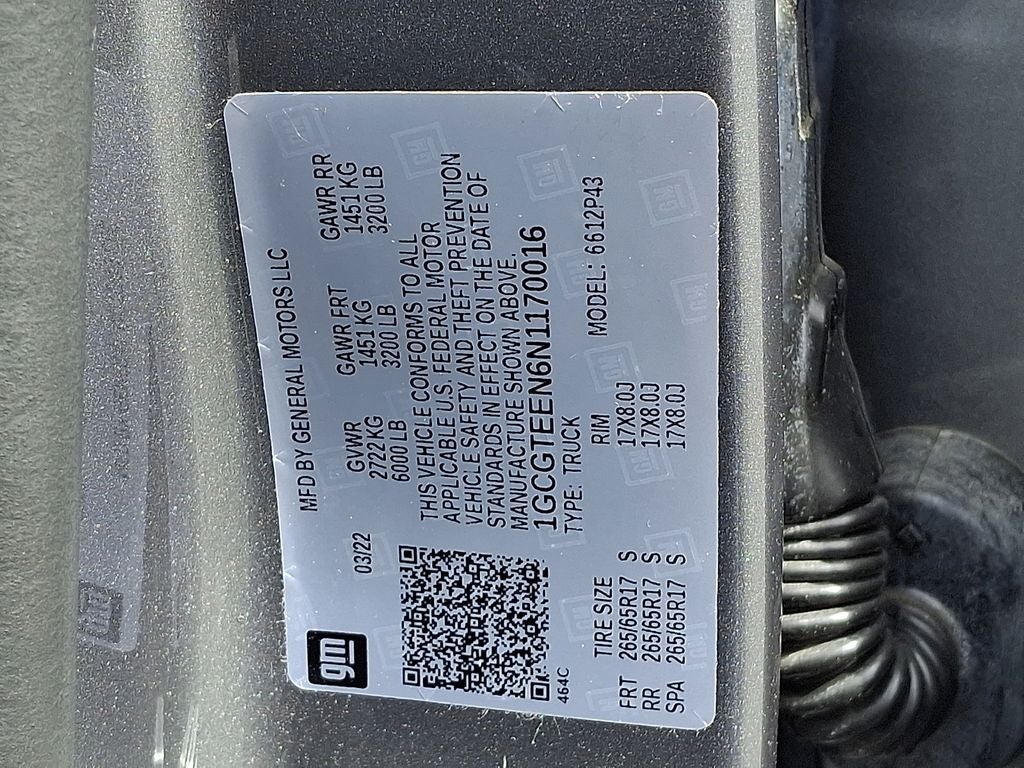 gm
MFD BY GENERAL MOTORS LLC
03/22
GVWR GAWR FRT GAWR RR
2722 KG 1451 KG 1451 KG
6000 LB 3200 LB 3200 LB
THIS VEHICLE CONFORMS TO ALL
APPLICABLE U.S. FEDERAL MOTOR
VEHICLE SAFETY AND THEFT PREVENTION
STANDARDS IN EFFECT ON THE DATE OF
MANUFACTURE SHOWN ABOVE.
1GCGTEEN6N1170016
464C
TYPE: TRUCK MODEL: 6612P43
TIRE SIZE RIM
FRT 265/65R17 S 17X8.0J
RR 265/65R17 S 17X8.0J
SPA 265/65R17 S 17X8.0J